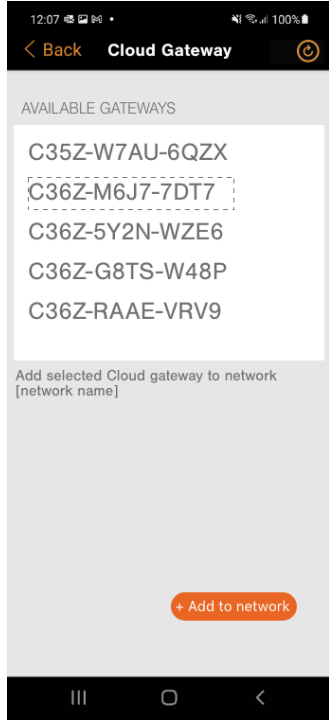 12:07
100%
Back Cloud Gateway
AVAILABLE GATEWAYS
C35Z-W7AU-6QZX
C36Z-M6J7-7DT7
C36Z-5Y2N-WZE6
C36Z-G8TS-W48P
C36Z-RAAE-VRV9
Add selected Cloud gateway to network
[network name]
+ Add to network